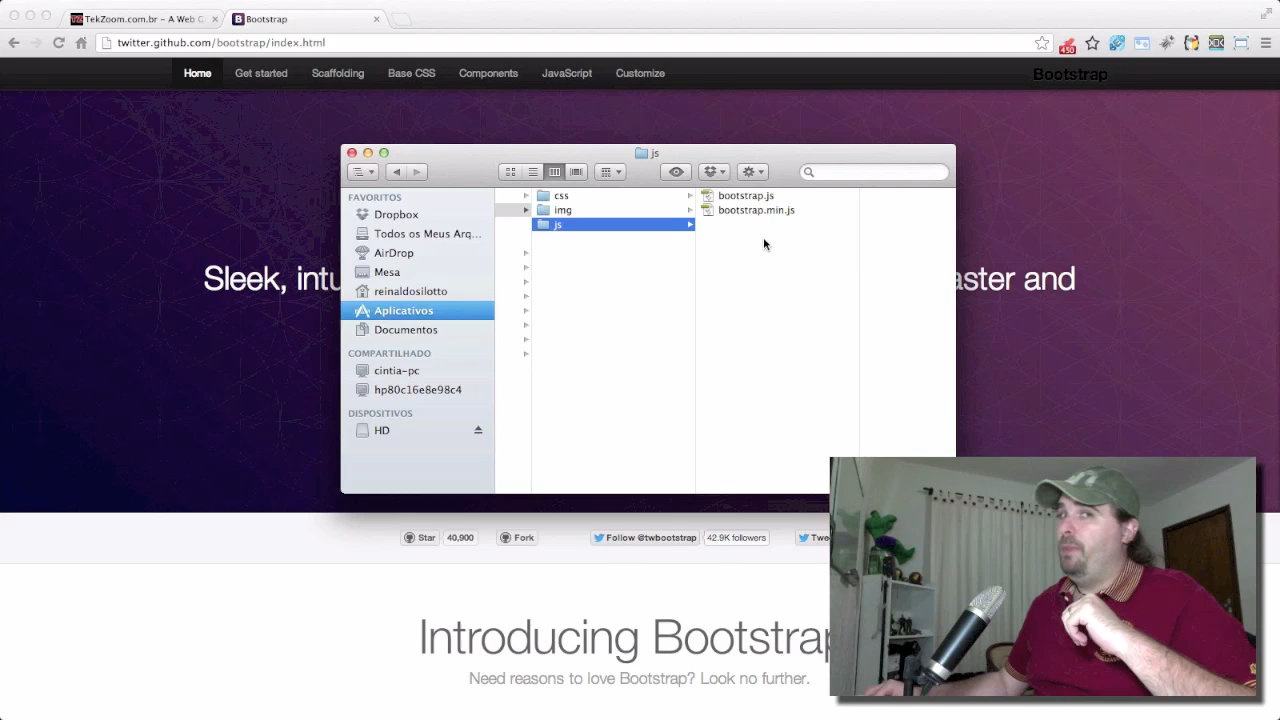 TekZoom.com.br – A Web C
Bootstrap
twitter.github.com/bootstrap/index.html
450
Home Get started Scaffolding Base CSS Components JavaScript Customize Bootstrap
js
FAVORITOS
Dropbox
Todos os Meus Arq...
AirDrop
Mesa
reinaldosilotto
Aplicativos
Documentos
COMPARTILHADO
cintia-pc
hp80c16e8e98c4
DISPOSITIVOS
HD
css
img
js
bootstrap.js
bootstrap.min.js
Sleek, intu
aster and
Star 40,900 Fork Follow @twbootstrap 42.9K followers Twe
Introducing Bootstrap
Need reasons to love Bootstrap? Look no further.